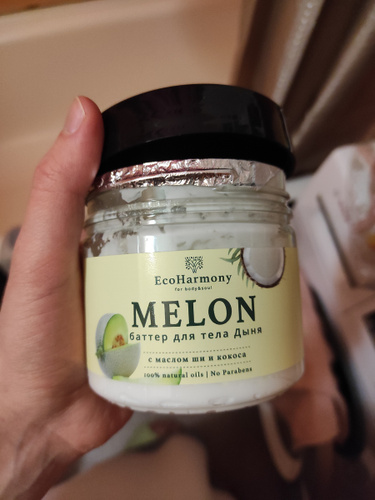 EcoHarmony
for body&soul
MELON
баттер для тела Дыня
с маслом ши и кокоса
100% natural oils | No Parabens